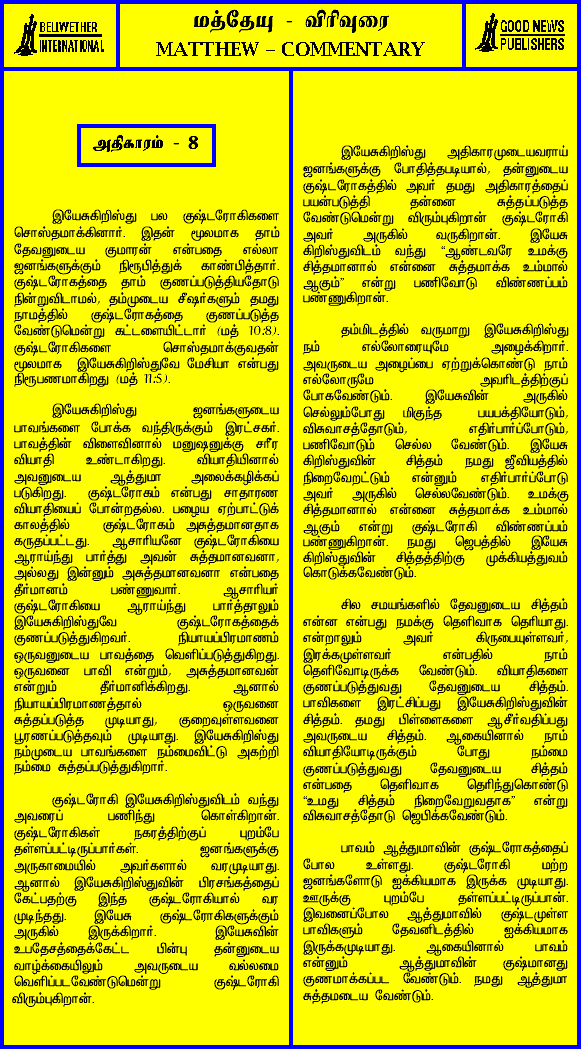 BELIWETHER
INTERNATIONAL
மத்தேயு - விரிவுரை
MATTHEW – COMMENTARY
GOOD NEWS
PUBLISHERS
அதிகாரம் - 8
இயேசுகிறிஸ்து பல குஷ்டரோகிகளை
சொஸ்தமாக்கினார். இதன் மூலமாக தாம்
தேவனுடைய குமாரன் என்பதை எல்லா
ஜனங்களுக்கும் நிரூபித்துக் காண்பித்தார்.
குஷ்டரோகத்தை தாம் குணப்படுத்தியதோடு
நின்றுவிடாமல், தம்முடைய சீஷர்களும் தமது
நாமத்தில் குஷ்டரோகத்தை குணப்படுத்த
வேண்டுமென்று கட்டளையிட்டார் (மத் 10:8).
குஷ்டரோகிகளை சொஸ்தமாக்குவதன்
மூலமாக இயேசுகிறிஸ்துவே மேசியா என்பது
நிரூபணமாகிறது (மத் 11:5).
இயேசுகிறிஸ்து ஜனங்களுடைய
பாவங்களை போக்க வந்திருக்கும் இரட்சகர்.
பாவத்தின் விளைவினால் மனுஷனுக்கு சரீர
வியாதி உண்டாகிறது. வியாதியினால்
அவனுடைய ஆத்துமா அலைக்கழிக்கப்
படுகிறது. குஷ்டரோகம் என்பது சாதாரண
வியாதியைப் போன்றதல்ல. பழைய ஏற்பாட்டுக்
காலத்தில் குஷ்டரோகம் அசுத்தமானதாக
கருதப்பட்டது. ஆசாரியனே குஷ்டரோகியை
ஆராய்ந்து பார்த்து அவன் சுத்தமானவனா,
அல்லது இன்னும் அசுத்தமானவனா என்பதை
தீர்மானம் பண்ணுவார். ஆசாரியர்
குஷ்டரோகியை ஆராய்ந்து பார்த்தாலும்
இயேசுகிறிஸ்துவே குஷ்டரோகத்தைக்
குணப்படுத்துகிறவர். நியாயப்பிரமாணம்
ஒருவனுடைய பாவத்தை வெளிப்படுத்துகிறது.
ஒருவனை பாவி என்றும், அசுத்தமானவன்
என்றும் தீர்மானிக்கிறது. ஆனால்
நியாயப்பிரமாணத்தால் ஒருவனை
சுத்தப்படுத்த முடியாது, குறைவுள்ளவனை
பூரணப்படுத்தவும் முடியாது. இயேசுகிறிஸ்து
நம்முடைய பாவங்களை நம்மைவிட்டு அகற்றி
நம்மை சுத்தப்படுத்துகிறார்.
குஷ்டரோகி இயேசுகிறிஸ்துவிடம் வந்து
அவரைப் பணிந்து கொள்கிறான்.
குஷ்டரோகிகள் நகரத்திற்குப் புறம்பே
தள்ளப்பட்டிருப்பார்கள். ஜனங்களுக்கு
அருகாமையில் அவர்களால் வரமுடியாது.
ஆனால் இயேசுகிறிஸ்துவின் பிரசங்கத்தைப்
கேட்பதற்கு இந்த குஷ்டரோகியால் வர
முடிந்தது. இயேசு குஷ்டரோகிகளுக்கும்
அருகில் இருக்கிறார். இயேசுவின்
உபதேசத்தைக்கேட்ட பின்பு தன்னுடைய
வாழ்க்கையிலும் அவருடைய வல்லமை
வெளிப்படவேண்டுமென்று குஷ்டரோகி
விரும்புகிறான்.
இயேசுகிறிஸ்து அதிகாரமுடையவராய்
ஜனங்களுக்கு போதித்தபடியால், தன்னுடைய
குஷ்டரோகத்தில் அவர் தமது அதிகாரத்தைப்
பயன்படுத்தி தன்னை சுத்தப்படுத்த
வேண்டுமென்று விரும்புகிறான் குஷ்டரோகி
அவர் அருகில் வருகிறான். இயேசு
கிறிஸ்துவிடம் வந்து “ஆண்டவரே உமக்கு
சித்தமானால் என்னை சுத்தமாக்க உம்மால்
ஆகும்” என்று பணிவோடு விண்ணப்பம்
பண்ணுகிறான்.
தம்மிடத்தில் வருமாறு இயேசுகிறிஸ்து
நம் எல்லோரையுமே அழைக்கிறார்.
அவருடைய அழைப்பை ஏற்றுக்கொண்டு நாம்
எல்லோருமே அவரிடத்திற்குப்
போகவேண்டும். இயேசுவின் அருகில்
செல்லும்போது மிகுந்த பயபக்தியோடும்,
விசுவாசத்தோடும், எதிர்பார்ப்போடும்,
பணிவோடும் செல்ல வேண்டும். இயேசு
கிறிஸ்துவின் சித்தம் நமது ஜீவியத்தில்
நிறைவேறட்டும் என்னும் எதிர்பார்ப்போடு
அவர் அருகில் செல்லவேண்டும். உமக்கு
சித்தமானால் என்னை சுத்தமாக்க உம்மால்
ஆகும் என்று குஷ்டரோகி விண்ணப்பம்
பண்ணுகிறான். நமது ஜெபத்தில் இயேசு
கிறிஸ்துவின் சித்தத்திற்கு முக்கியத்துவம்
கொடுக்கவேண்டும்.
சில சமயங்களில் தேவனுடைய சித்தம்
என்ன என்பது நமக்கு தெளிவாக தெரியாது.
என்றாலும் அவர் கிருபையுள்ளவர்,
இரக்கமுள்ளவர் என்பதில் நாம்
தெளிவோடிருக்க வேண்டும். வியாதிகளை
குணப்படுத்துவது தேவனுடைய சித்தம்.
பாவிகளை இரட்சிப்பது இயேசுகிறிஸ்துவின்
சித்தம். தமது பிள்ளைகளை ஆசீர்வதிப்பது
அவருடைய சித்தம். ஆகையினால் நாம்
வியாதியோடிருக்கும் போது நம்மை
குணப்படுத்துவது தேவனுடைய சித்தம்
என்பதை தெளிவாக தெரிந்துகொண்டு
“உமது சித்தம் நிறைவேறுவதாக” என்று
விசுவாசத்தோடு ஜெபிக்கவேண்டும்.
பாவம் ஆத்துமாவின் குஷ்டரோகத்தைப்
போல உள்ளது. குஷ்டரோகி மற்ற
ஜனங்களோடு ஐக்கியமாக இருக்க முடியாது.
ஊருக்கு புறம்பே தள்ளப்பட்டிருப்பான்.
இவனைப்போல ஆத்துமாவில் குஷ்டமுள்ள
பாவிகளும் தேவனிடத்தில் ஐக்கியமாக
இருக்கமுடியாது. ஆகையினால் பாவம்
என்னும் ஆத்துமாவின் குஷ்மானது
குணமாக்கப்பட வேண்டும். நமது ஆத்துமா
சுத்தமடைய வேண்டும்.